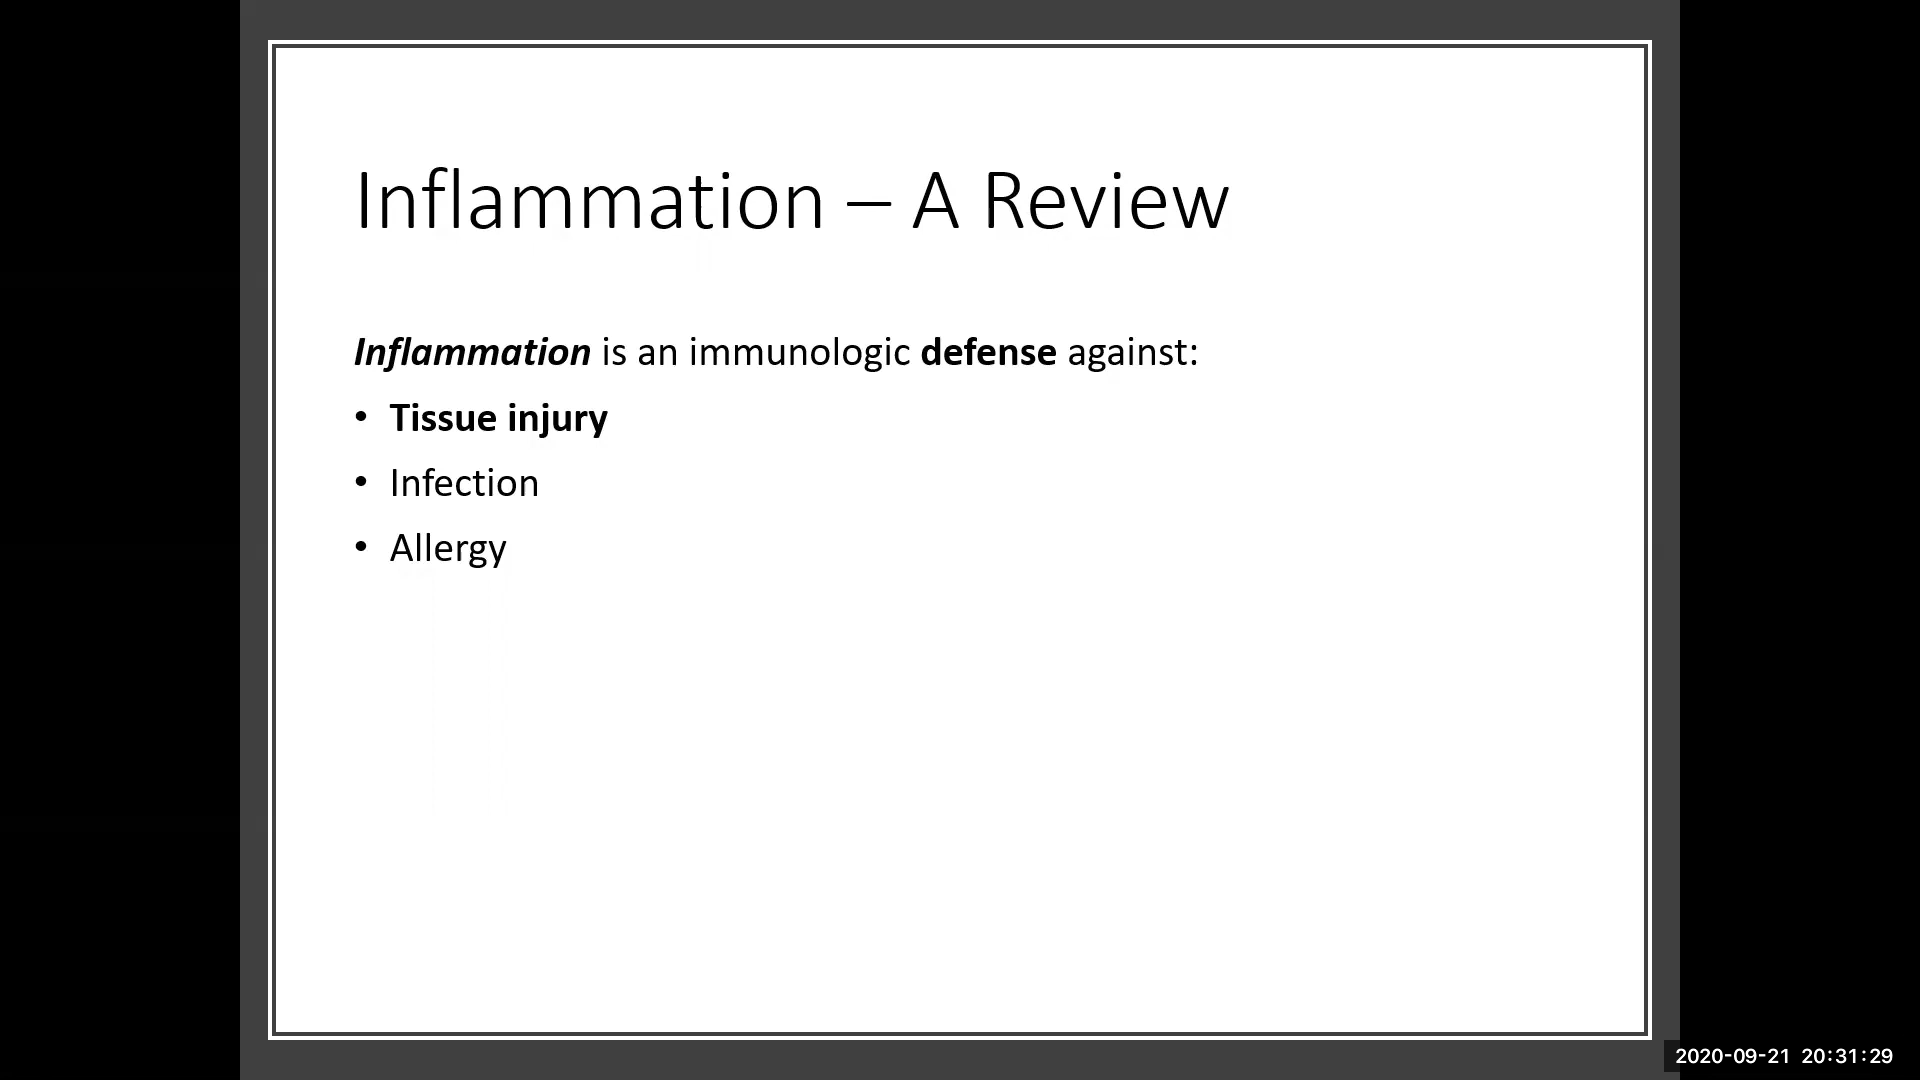 Inflammation – A Review
Inflammation is an immunologic defense against:
• Tissue injury
• Infection
• Allergy
2020-09-21 20:31:29